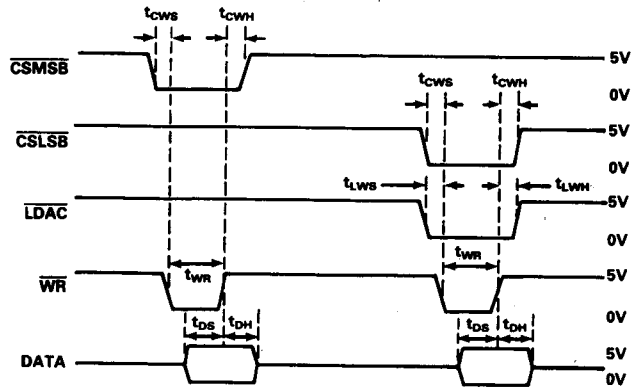 tCWS tCWH
CSMSB 5V
0V
tCWS tCWH
CSLSB 5V
0V
tLWS tLWH
LDAC 5V
0V
tWR tWR
WR 5V
0V
tDS tDH tDS tDH
DATA 5V
0V